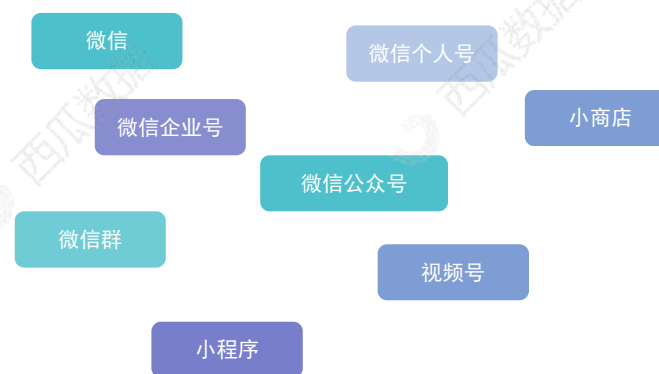 微信
微信个人号
小商店
微信企业号
微信公众号
微信群
视频号
小程序
西瓜数据
西瓜数据